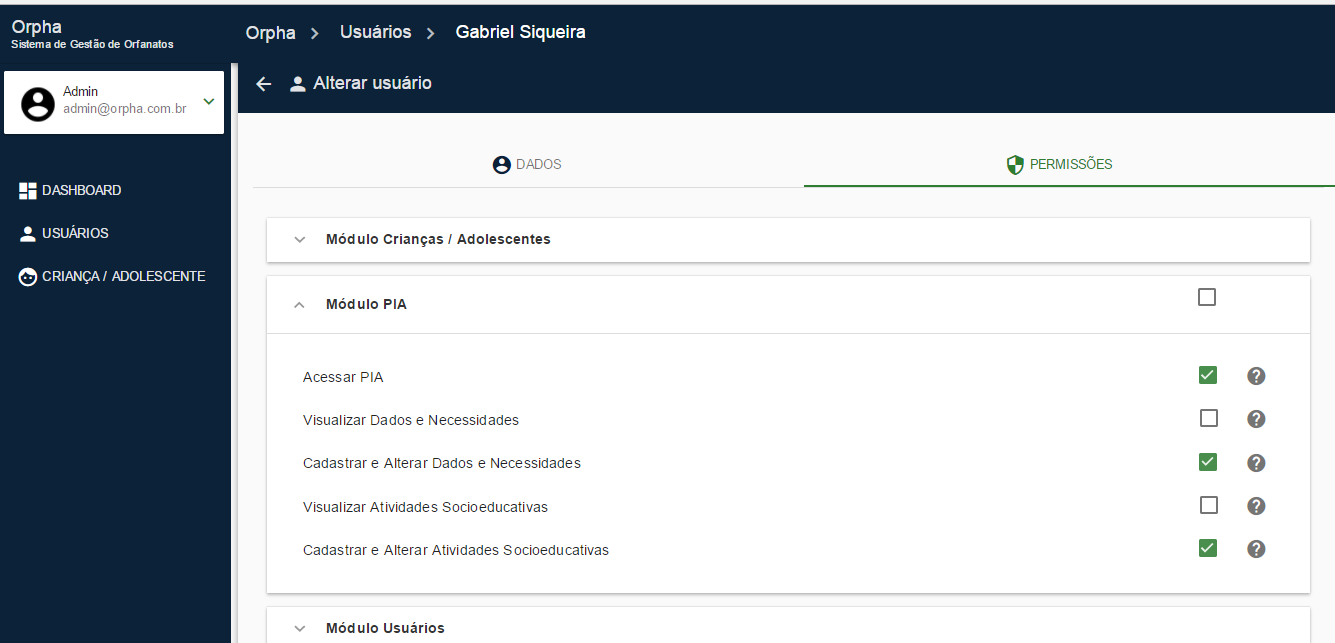 Orpha
Sistema de Gestão de Orfanatos
Orpha > Usuários > Gabriel Siqueira
Admin
admin@orpha.com.br
Alterar usuário
DADOS
PERMISSÕES
DASHBOARD
USUÁRIOS
CRIANÇA / ADOLESCENTE
Módulo Crianças / Adolescentes
Módulo PIA
Acessar PIA
Visualizar Dados e Necessidades
Cadastrar e Alterar Dados e Necessidades
Visualizar Atividades Socioeducativas
Cadastrar e Alterar Atividades Socioeducativas
Módulo Usuários